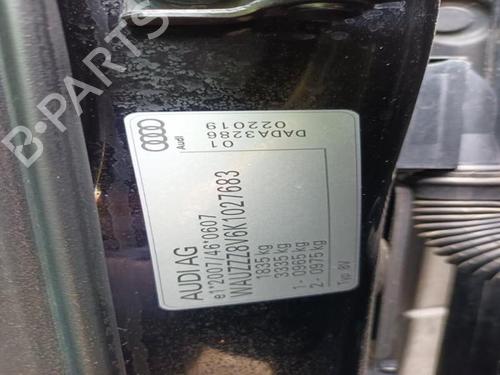 B-PARTS
Audi
01
DADA3286
022019
AUDI AG
e1*2007/46*0607
WAUZZZ8V6K1027683
1835 kg
3335 kg
1 - 0965 kg
2 - 0975 kg
Typ 8V